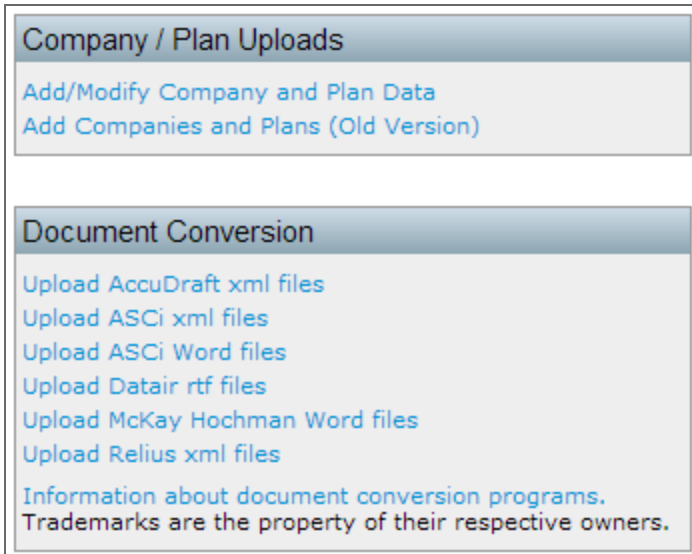 Company / Plan Uploads
Add/Modify Company and Plan Data
Add Companies and Plans (Old Version)
Document Conversion
Upload AccuDraft xml files
Upload ASCi xml files
Upload ASCi Word files
Upload Datair rtf files
Upload McKay Hochman Word files
Upload Relius xml files
Information about document conversion programs.
Trademarks are the property of their respective owners.